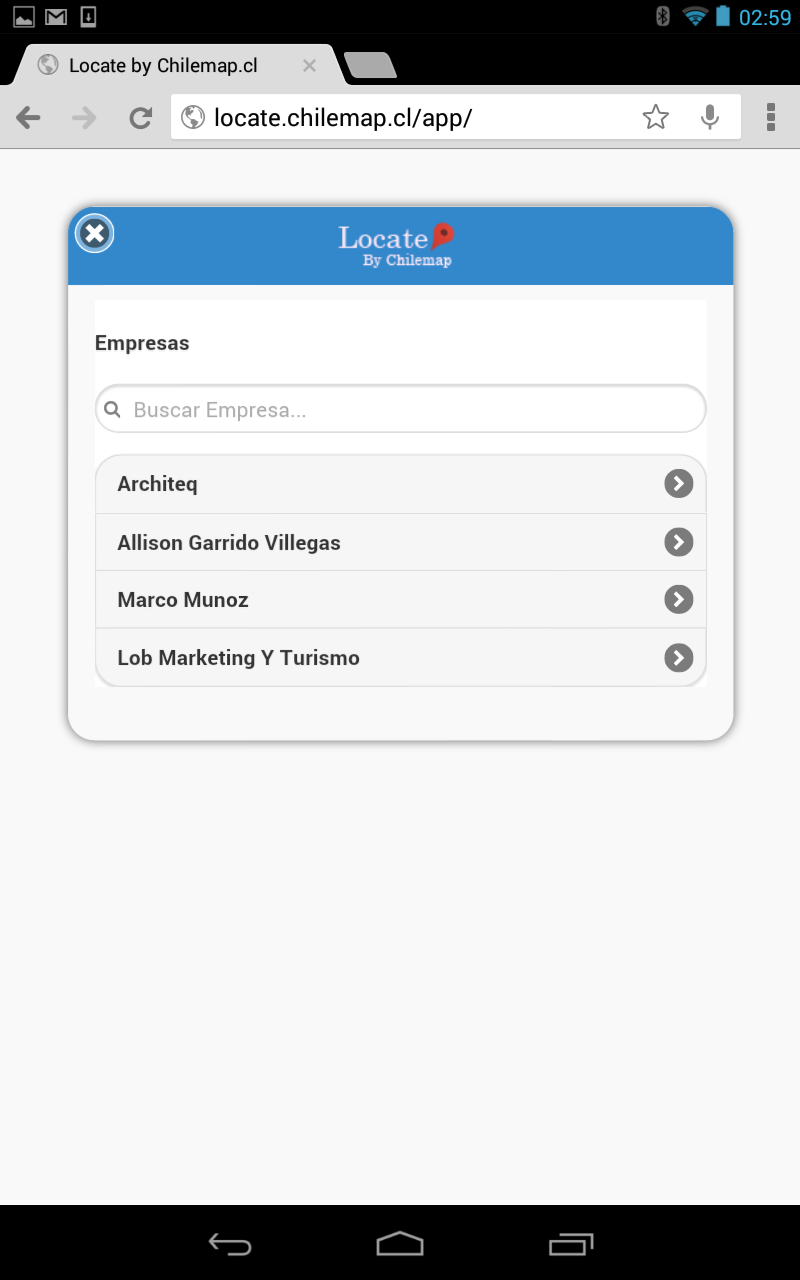 02:59
Locate by Chilemap.cl
locate.chilemap.cl/app/
Locate
By Chilemap
Empresas
Buscar Empresa...
Architeq
Allison Garrido Villegas
Marco Munoz
Lob Marketing Y Turismo